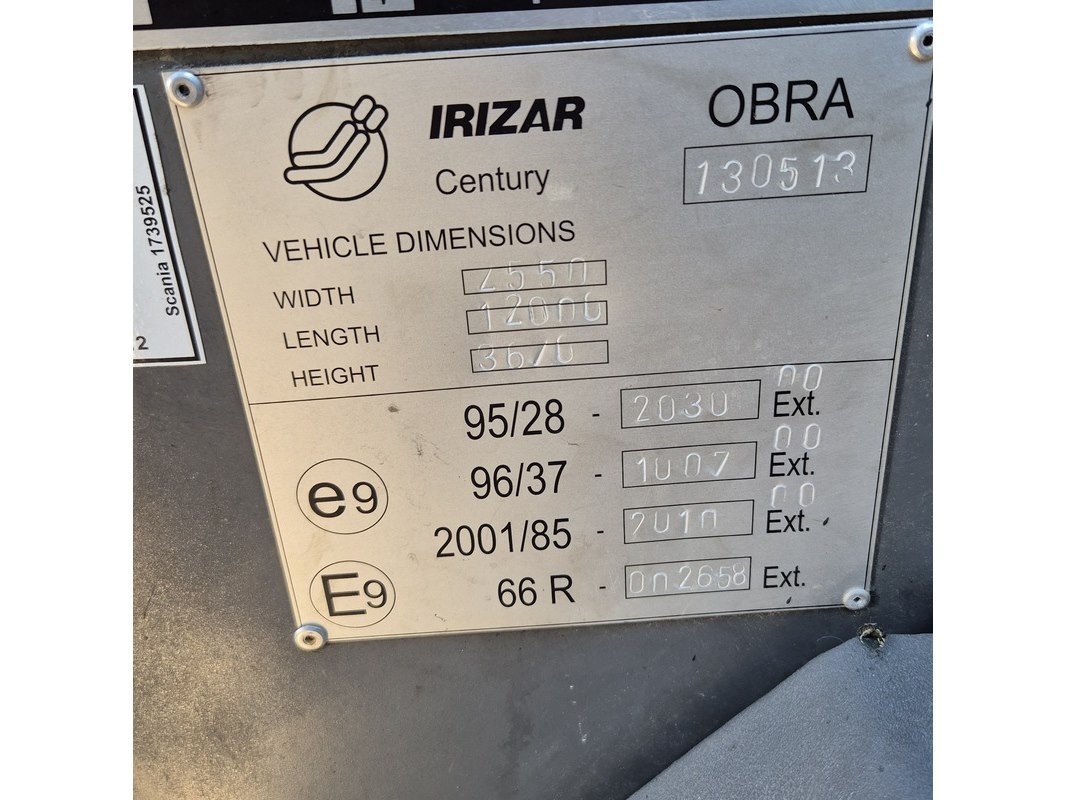 IRIZAR
Century
OBRA
130513
VEHICLE DIMENSIONS
WIDTH 2550
LENGTH 12000
HEIGHT 3670
95/28 - 2030 Ext. 00
96/37 - 1007 Ext. 00
2001/85 - 2010 Ext. 00
66 R - 0n2658 Ext.
e9
E9
Scania 1739525
2